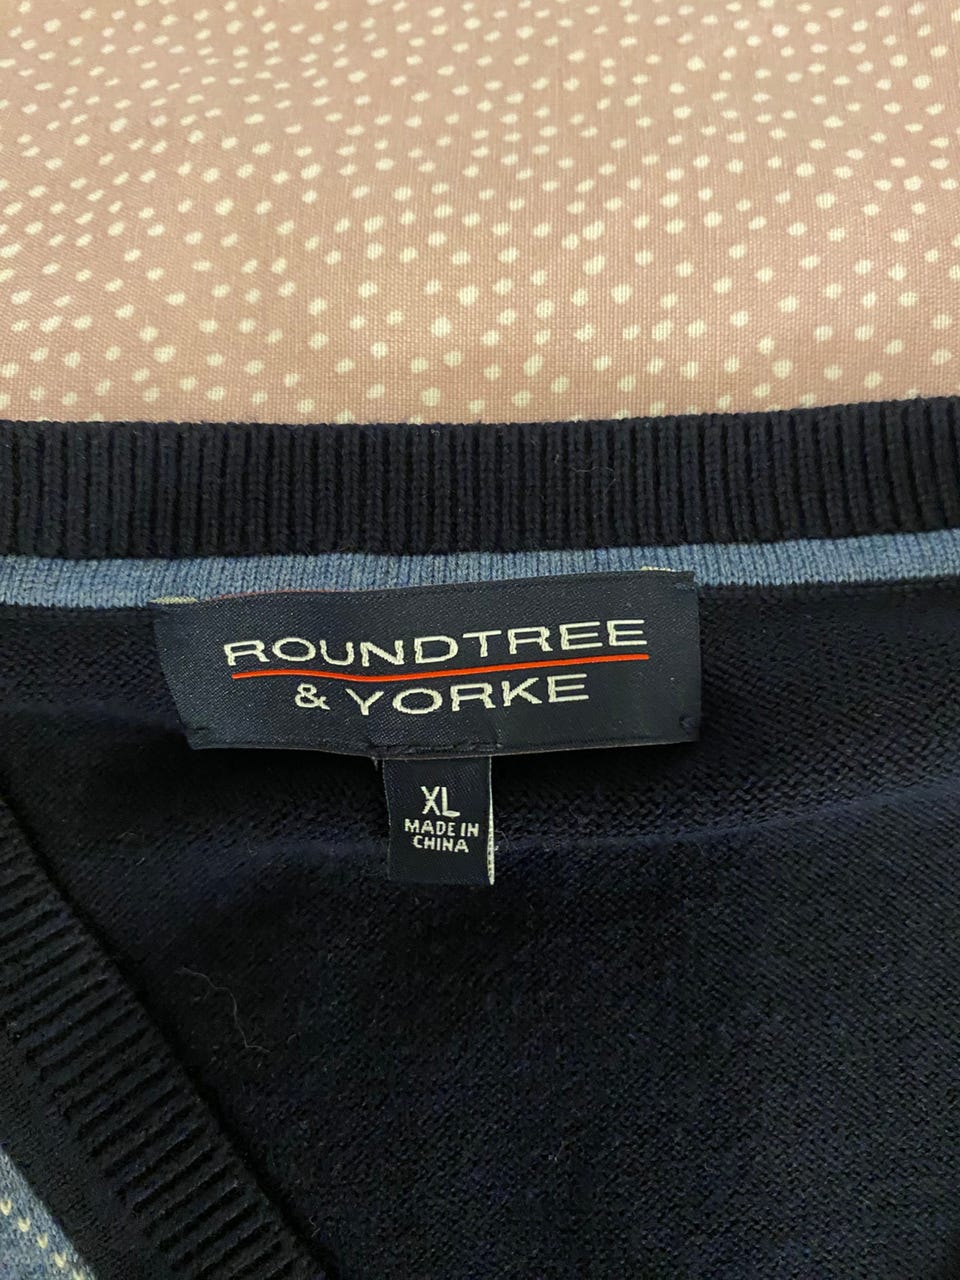 ROUNDTREE
& YORKE
XL
MADE IN
CHINA